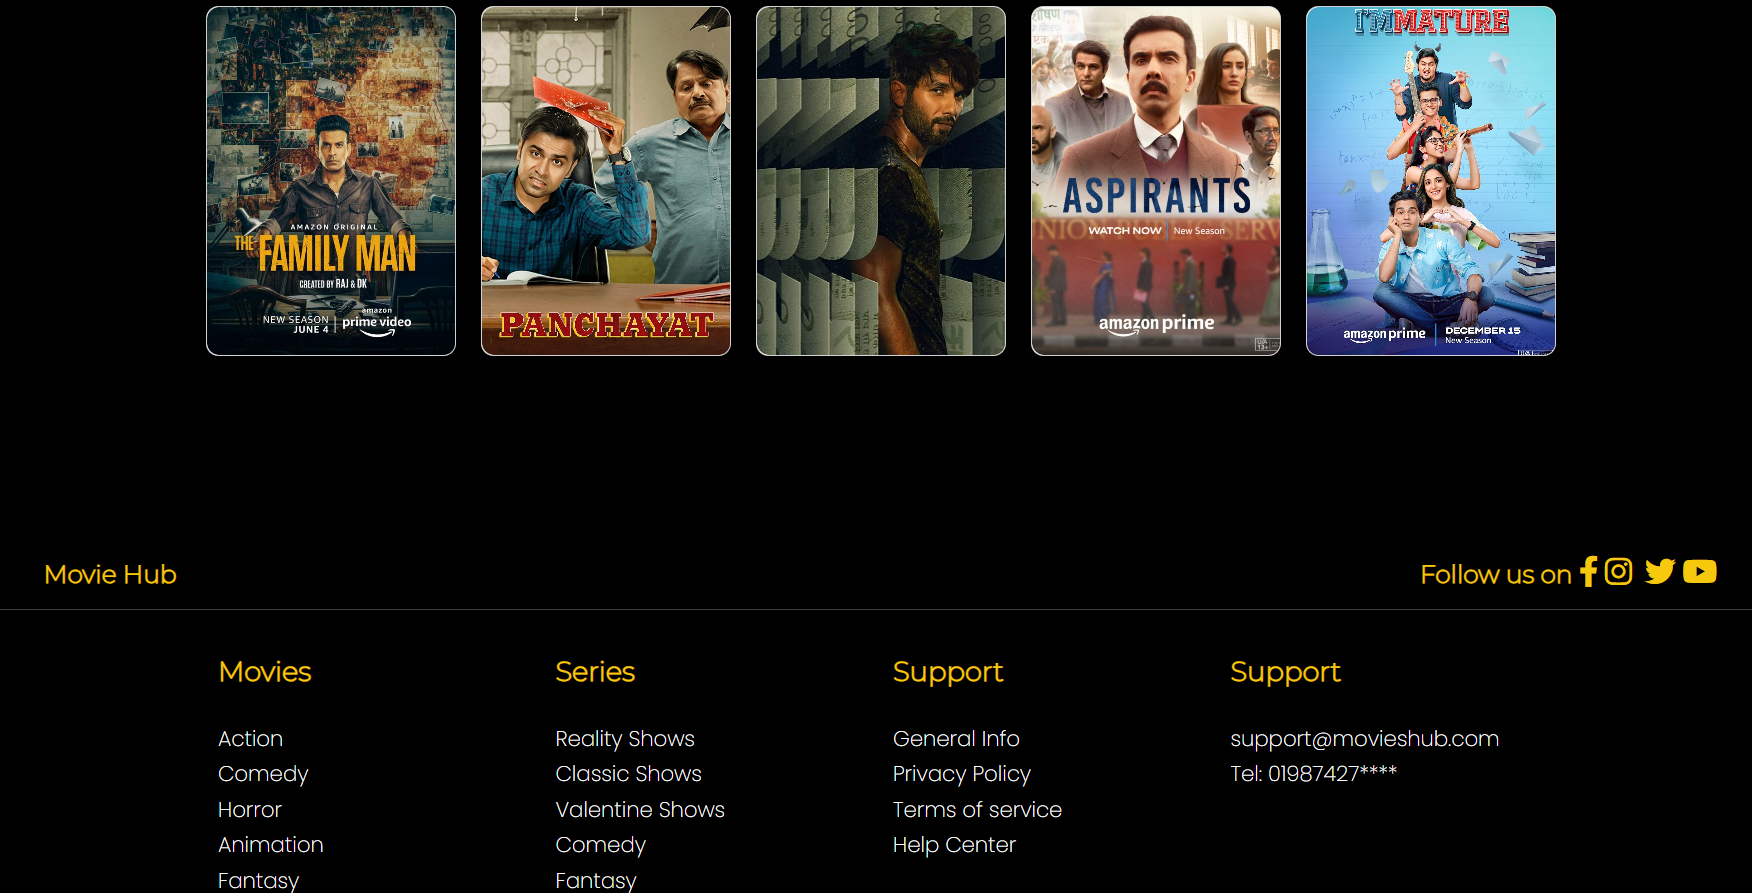 AMAZON ORIGINAL
THE FAMILY MAN
CREATED BY RAJ & DK
NEW SEASON
JUNE 4
amazon
prime video
PANCHAYAT
ASPIRANTS
WATCH NOW | New Season
amazon prime
U/A
13+
I'MMATURE
amazon prime
DECEMBER 15
New Season
Movie Hub
Follow us on
Movies
Series
Support
Support
Action
Reality Shows
General Info
support@movieshub.com
Comedy
Classic Shows
Privacy Policy
Tel: 01987427****
Horror
Valentine Shows
Terms of service
Animation
Comedy
Help Center
Fantasy
Fantasy